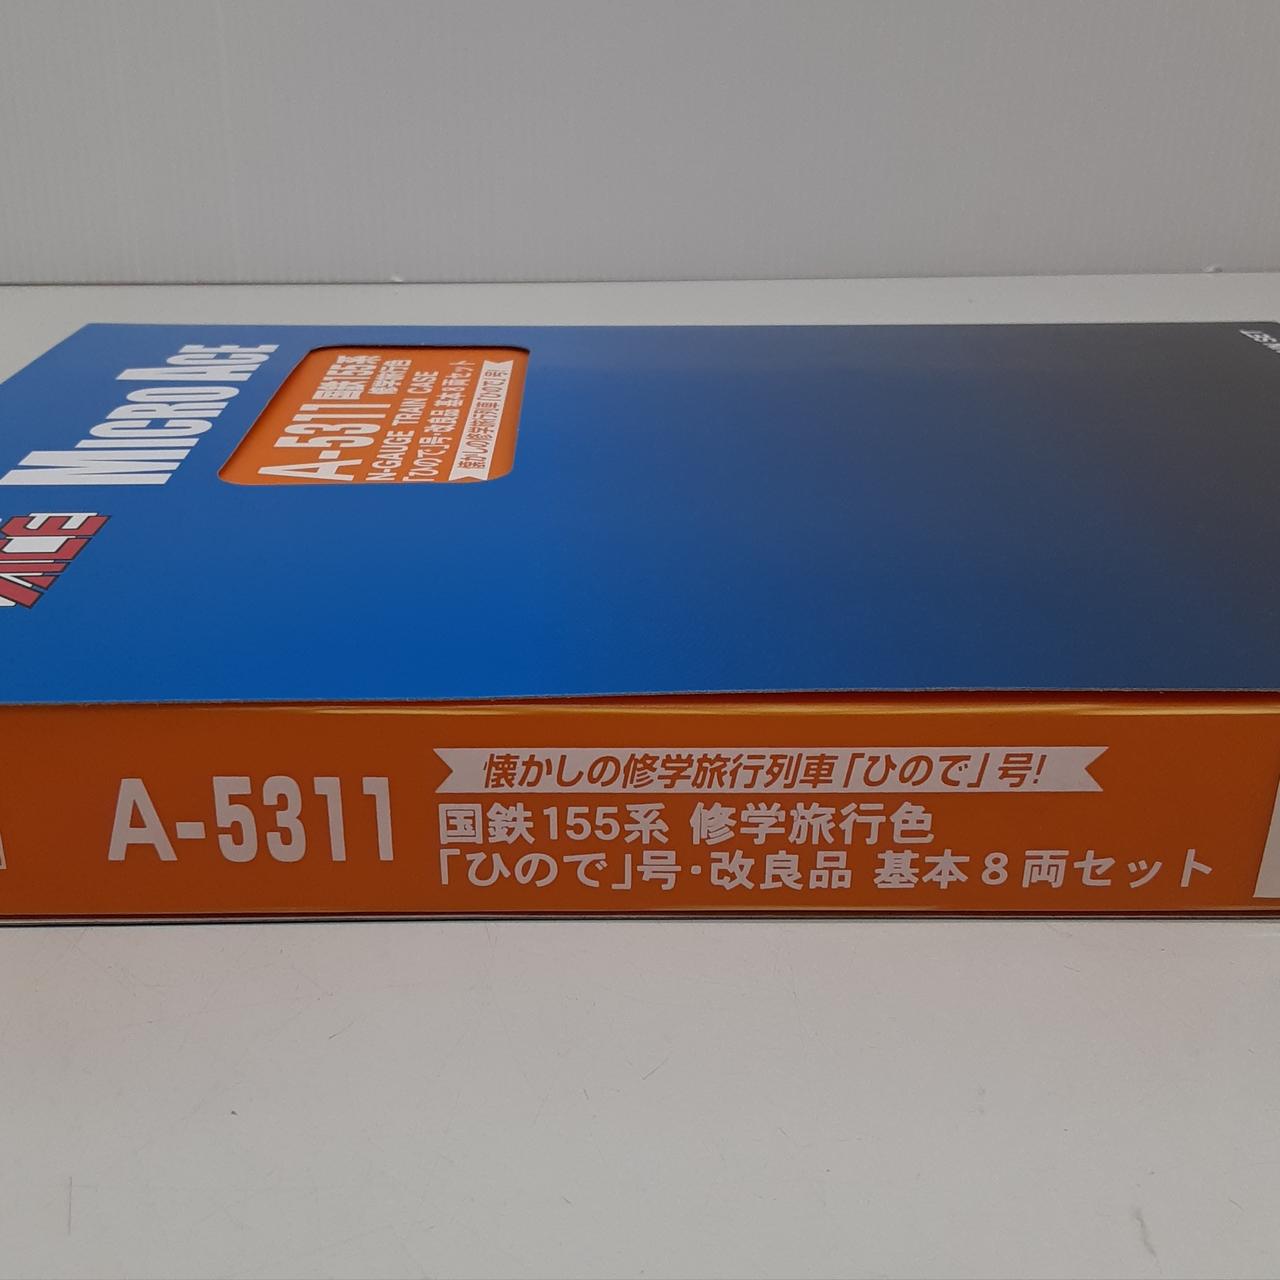 MICRO ACE
A-5311 国鉄155系
修学旅行色
N-GAUGE TRAIN CASE
「ひので」号・改良品 基本8両セット
懐かしの修学旅行列車「ひので」号!
A-5311
懐かしの修学旅行列車「ひので」号!
国鉄155系 修学旅行色
「ひので」号・改良品 基本8両セット